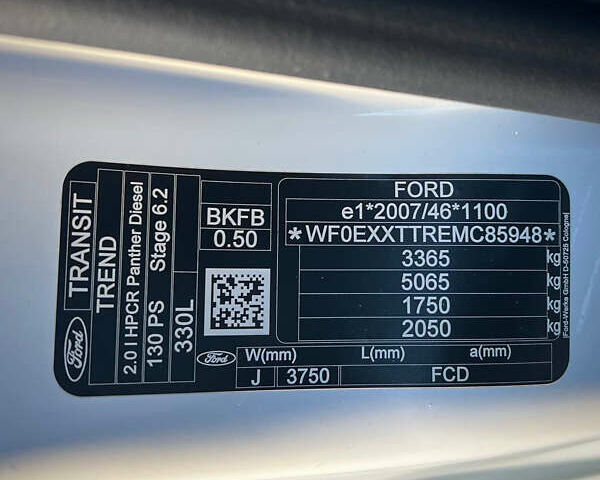 TRANSIT
TREND
2.0 l HPCR Panther Diesel
130 PS Stage 6.2
330L
Ford
BKFB
0.50
Ford
FORD
e1*2007/46*1100
*WF0EXXTTREMC85948*
3365 kg
5065 kg
1750 kg
2050 kg
W(mm) L(mm) a(mm)
J 3750 FCD
Ford-Werke GmbH D-50725 Cologne